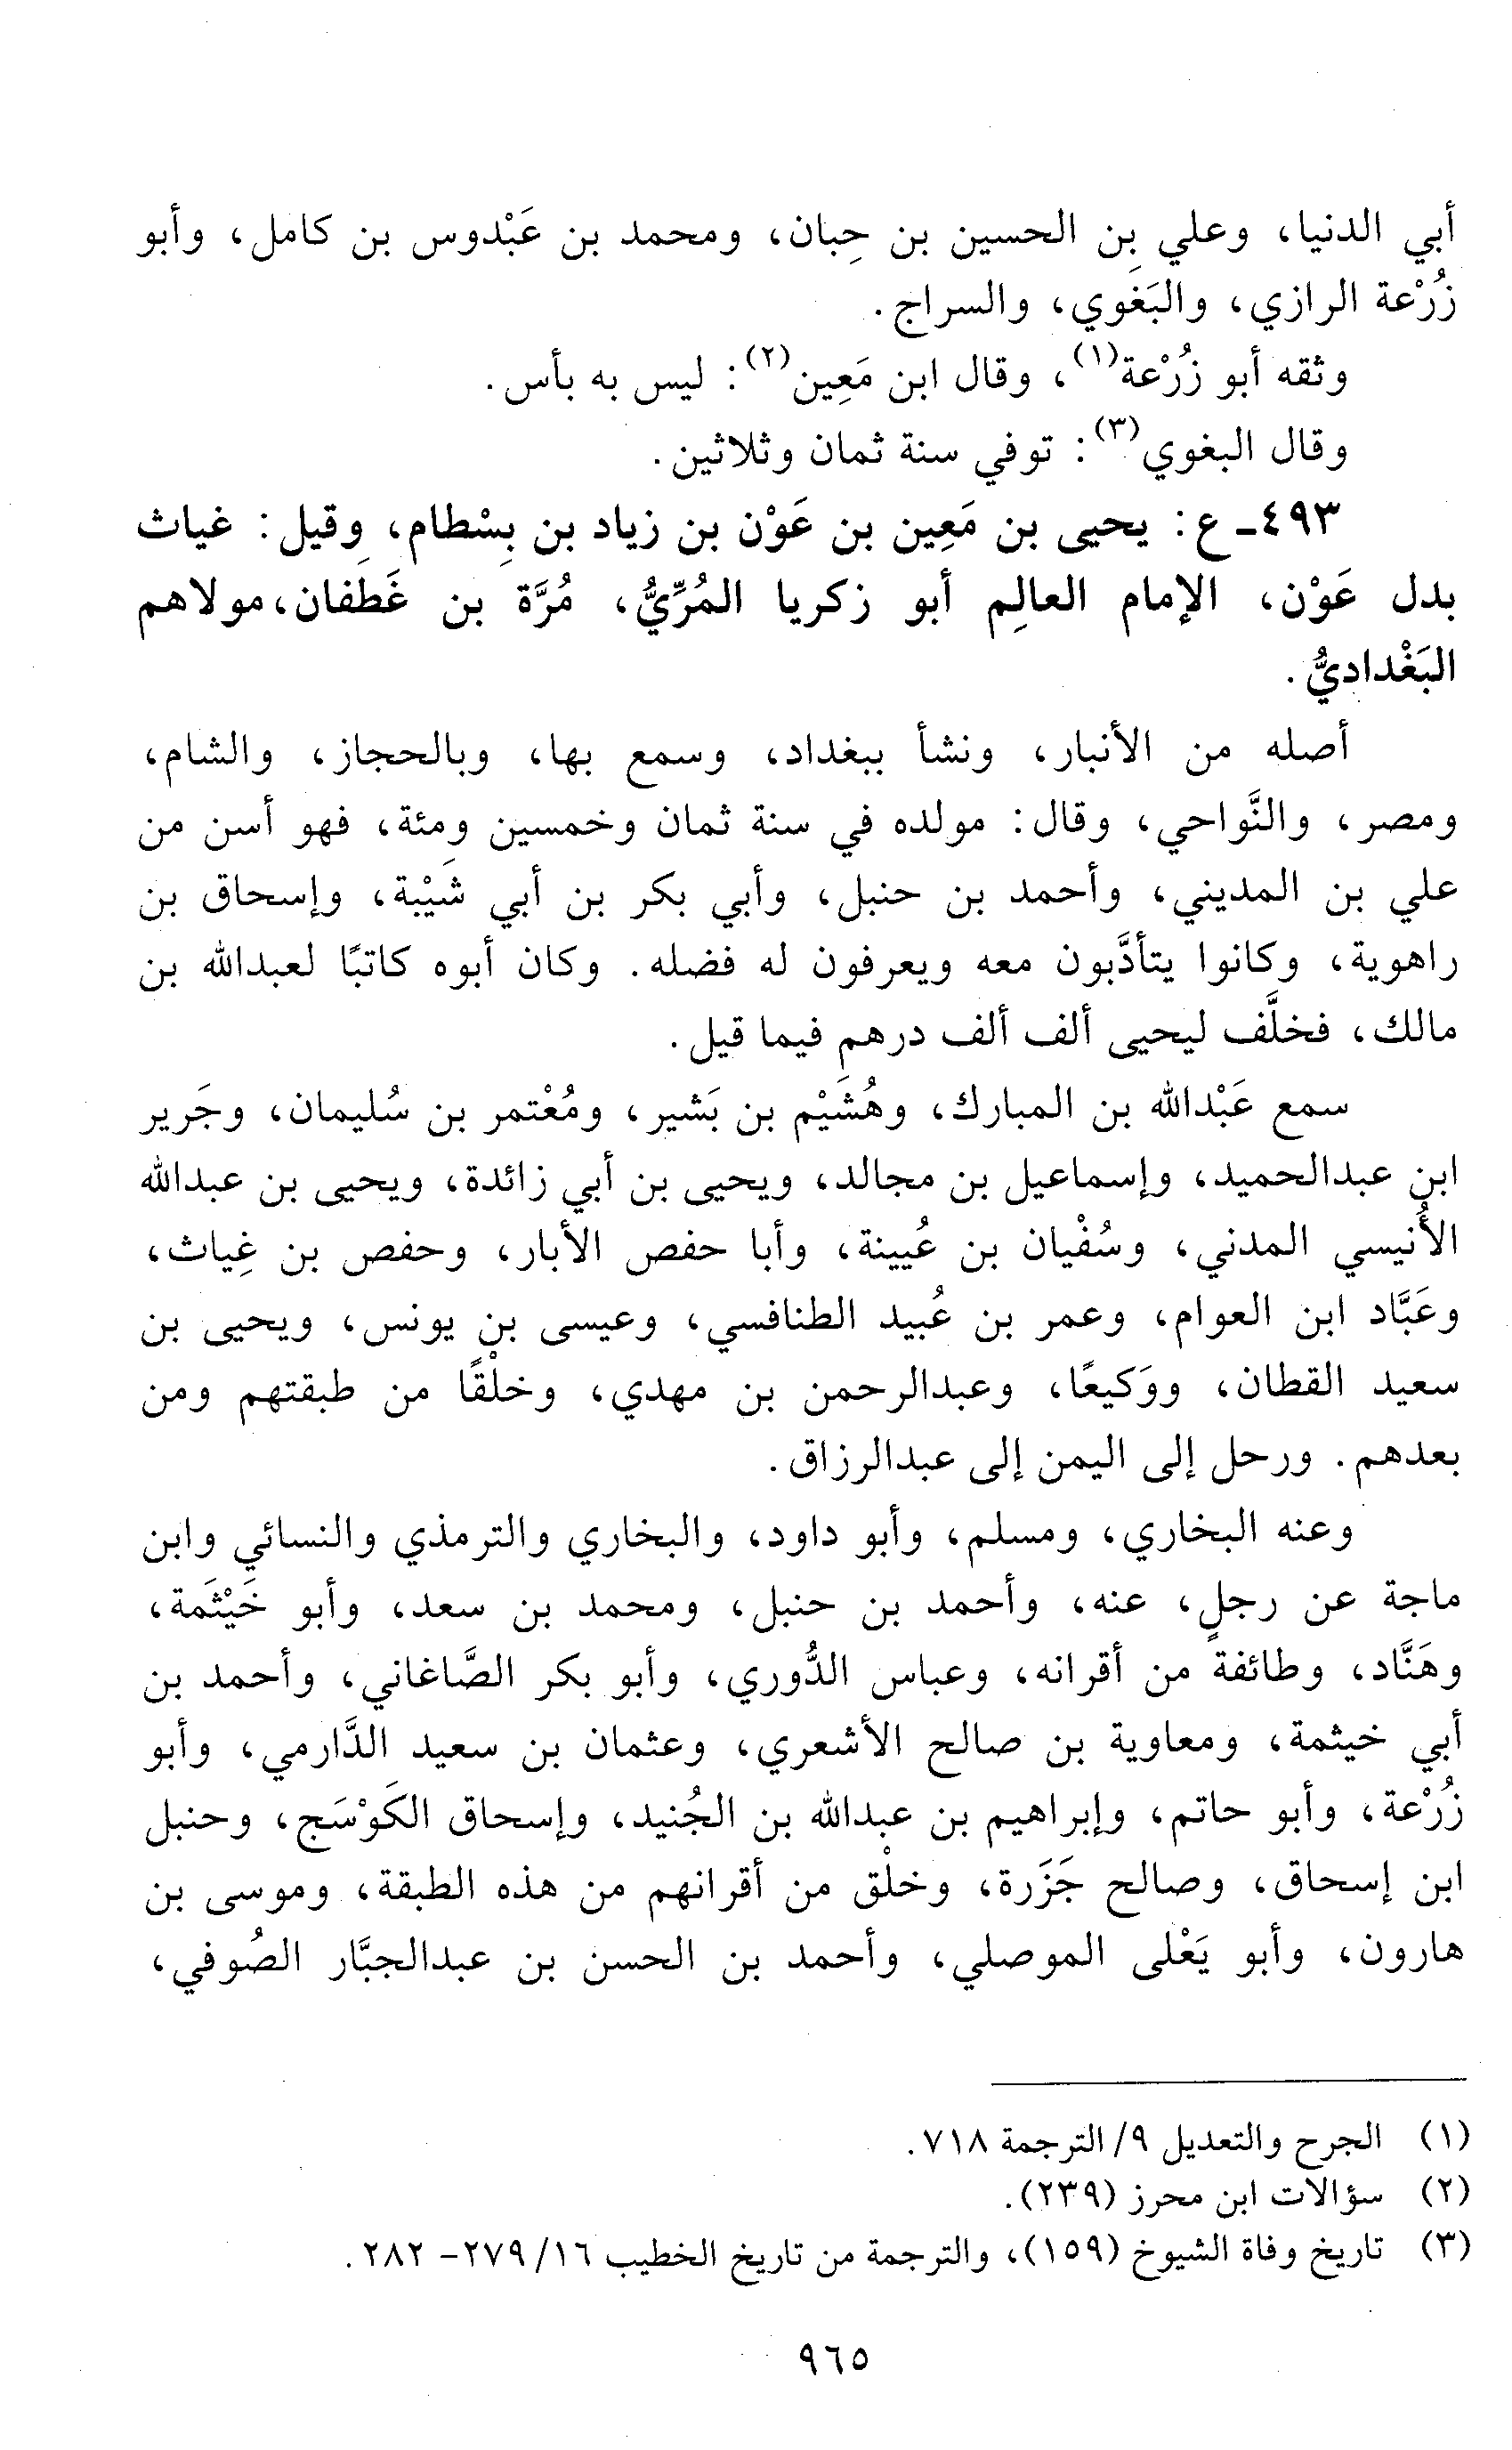 أبي الدنيا، وعلي بن الحسين بن حِبان، ومحمد بن عَبْدوس بن كامل، وأبو
زُرْعة الرازي، والبَغَوي، والسراج.
وثقه أبو زُرْعة(١)، وقال ابن مَعِين(٢): ليس به بأس.
وقال البغوي(٣): توفي سنة ثمان وثلاثين.
٤٩٣- ع: يحيى بن مَعِين بن عَوْن بن زياد بن بِسْطام، وقيل: غياث
بدل عَوْن، الإمام العالِم أبو زكريا المُرِّيُّ، مُرَّة بن غَطَفان، مولاهم
البَغْداديُّ.
أصله من الأنبار، ونشأ ببغداد، وسمع بها، وبالحجاز، والشام،
ومصر، والنَّواحي، وقال: مولده في سنة ثمان وخمسين ومئة، فهو أسن من
علي بن المديني، وأحمد بن حنبل، وأبي بكر بن أبي شَيْبة، وإسحاق بن
راهوية، وكانوا يتأدَّبون معه ويعرفون له فضله. وكان أبوه كاتبًا لعبدالله بن
مالك، فخلَّف ليحيى ألف ألف درهم فيما قيل.
سمع عَبْدالله بن المبارك، وهُشَيْم بن بَشير، ومُعْتمر بن سُليمان، وجَرير
ابن عبدالحميد، وإسماعيل بن مجالد، ويحيى بن أبي زائدة، ويحيى بن عبدالله
الأُنيسي المدني، وسُفْيان بن عُيينة، وأبا حفص الأبار، وحفص بن غِياث،
وعَبَّاد ابن العوام، وعمر بن عُبيد الطنافسي، وعيسى بن يونس، ويحيى بن
سعيد القطان، ووَكيعًا، وعبدالرحمن بن مهدي، وخلْقًا من طبقتهم ومن
بعدهم. ورحل إلى اليمن إلى عبدالرزاق.
وعنه البخاري، ومسلم، وأبو داود، والبخاري والترمذي والنسائي وابن
ماجة عن رجلٍ، عنه، وأحمد بن حنبل، ومحمد بن سعد، وأبو خَيْثَمة،
وهَنَّاد، وطائفة من أقرانه، وعباس الدُّوري، وأبو بكر الصَّاغاني، وأحمد بن
أبي خيثمة، ومعاوية بن صالح الأشعري، وعثمان بن سعيد الدَّارمي، وأبو
زُرْعة، وأبو حاتم، وإبراهيم بن عبدالله بن الجُنيد، وإسحاق الكَوْسَج، وحنبل
ابن إسحاق، وصالح جَزَرة، وخلْق من أقرانهم من هذه الطبقة، وموسى بن
هارون، وأبو يَعْلى الموصلي، وأحمد بن الحسن بن عبدالجبَّار الصُوفي،
(١) الجرح والتعديل ٩/ الترجمة ٧١٨.
(٢) سؤالات ابن محرز (٢٣٩).
(٣) تاريخ وفاة الشيوخ (١٥٩)، والترجمة من تاريخ الخطيب ١٦/ ٢٧٩- ٢٨٢.
٩٦٥